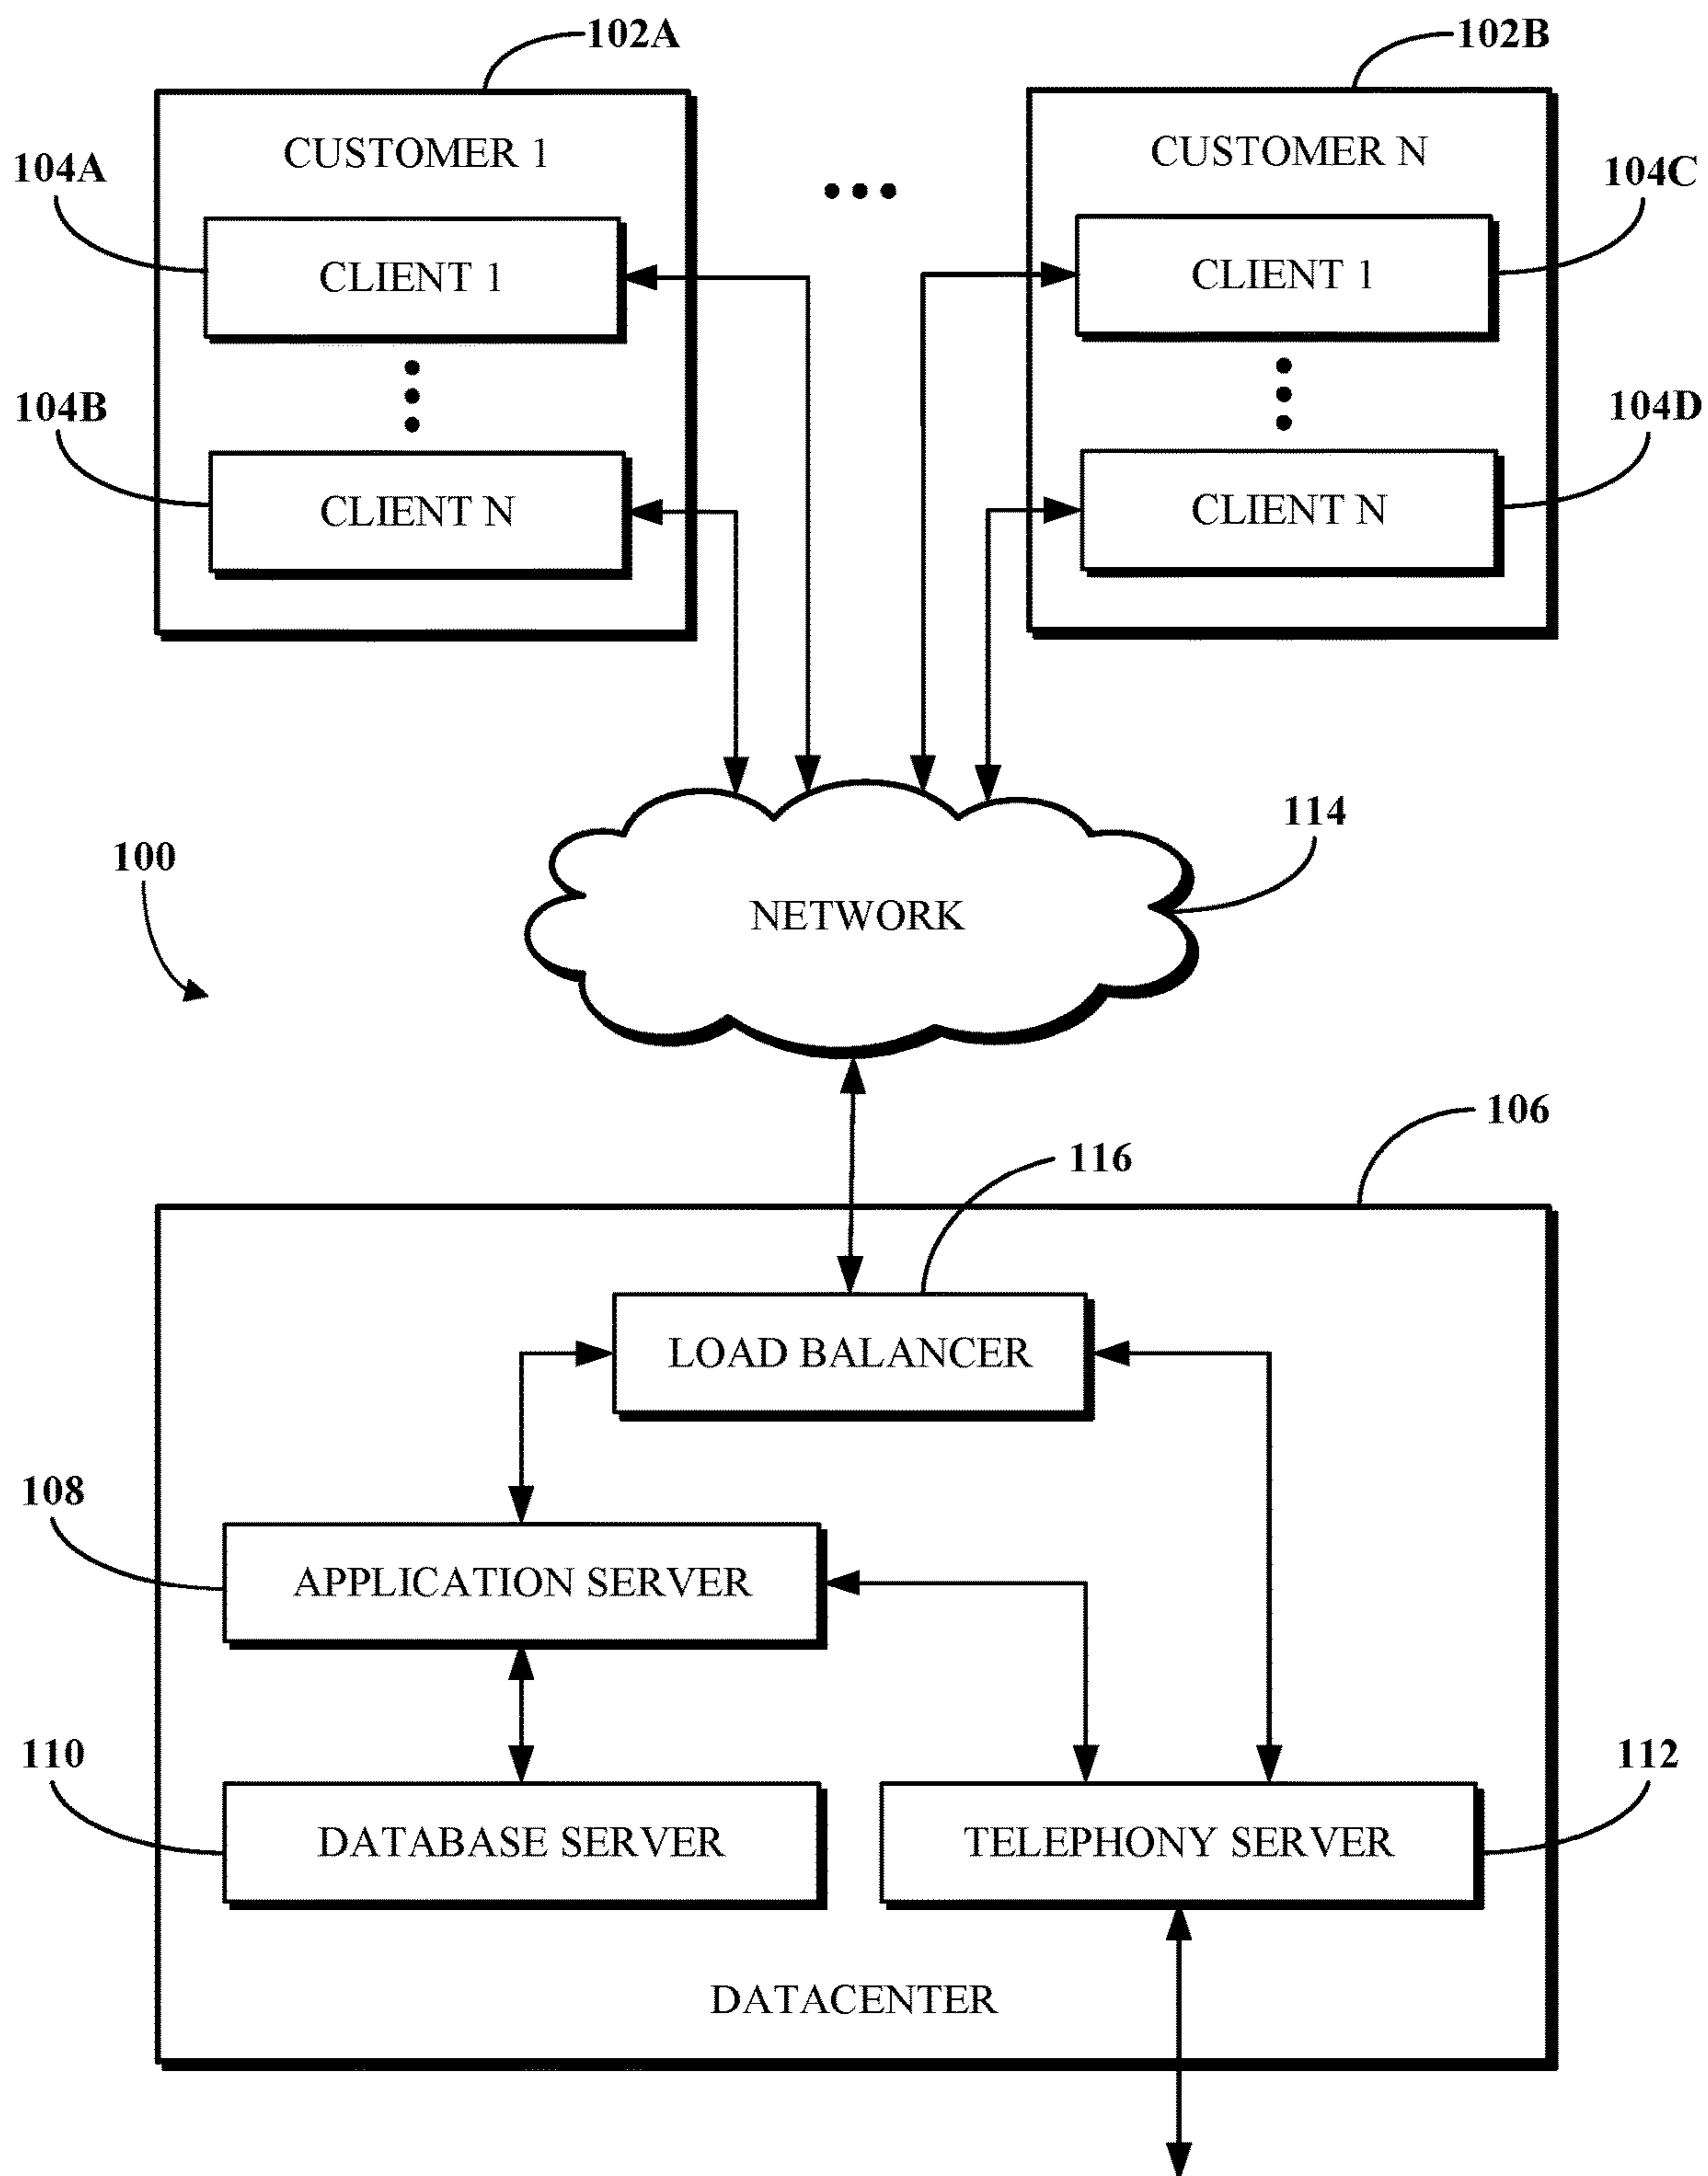 102A
102B
CUSTOMER 1
CUSTOMER N
104A
104C
CLIENT 1
CLIENT 1
104B
104D
CLIENT N
CLIENT N
114
100
NETWORK
106
116
LOAD BALANCER
108
APPLICATION SERVER
110
112
DATABASE SERVER
TELEPHONY SERVER
DATACENTER